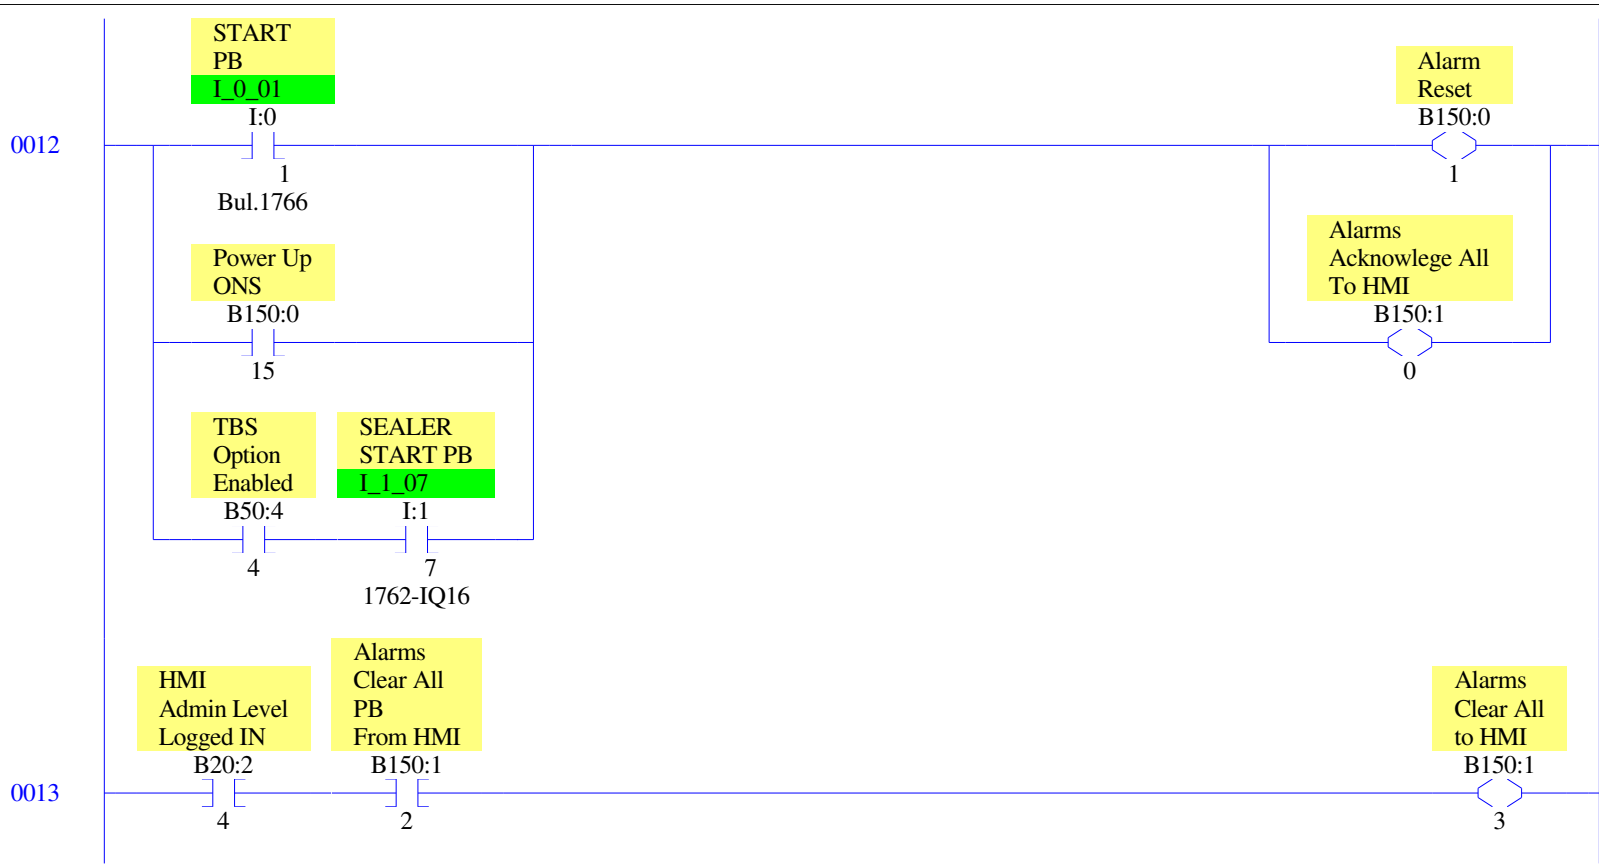 START
PB
I_0_01
I:0
0012
1
Bul.1766
Power Up
ONS
B150:0
15
TBS
Option
Enabled
B50:4
4
SEALER
START PB
I_1_07
I:1
7
1762-IQ16
Alarm
Reset
B150:0
1
Alarms
Acknowlege All
To HMI
B150:1
0
HMI
Admin Level
Logged IN
B20:2
0013
4
Alarms
Clear All
PB
From HMI
B150:1
2
Alarms
Clear All
to HMI
B150:1
3